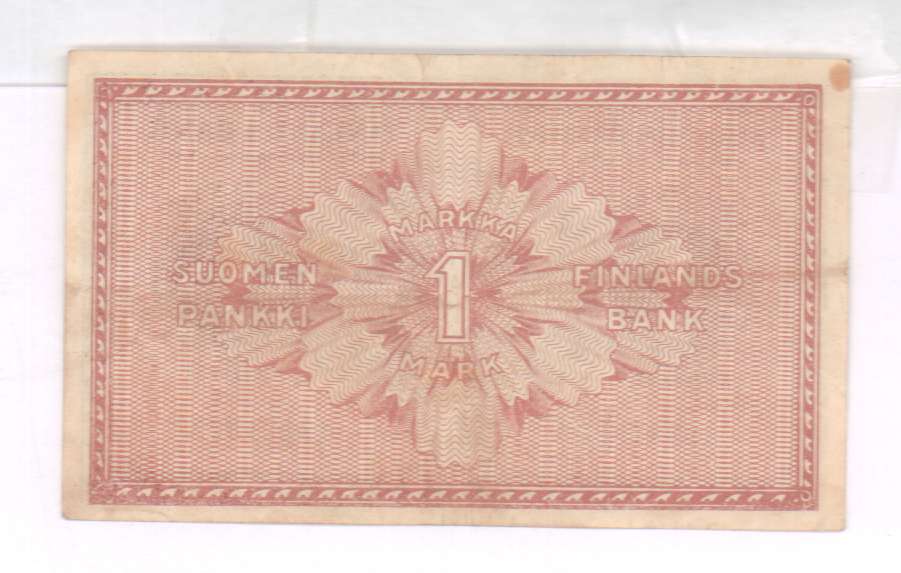 MARKKA
SUOMEN
PANKKI
1
FINLANDS
BANK
MARK